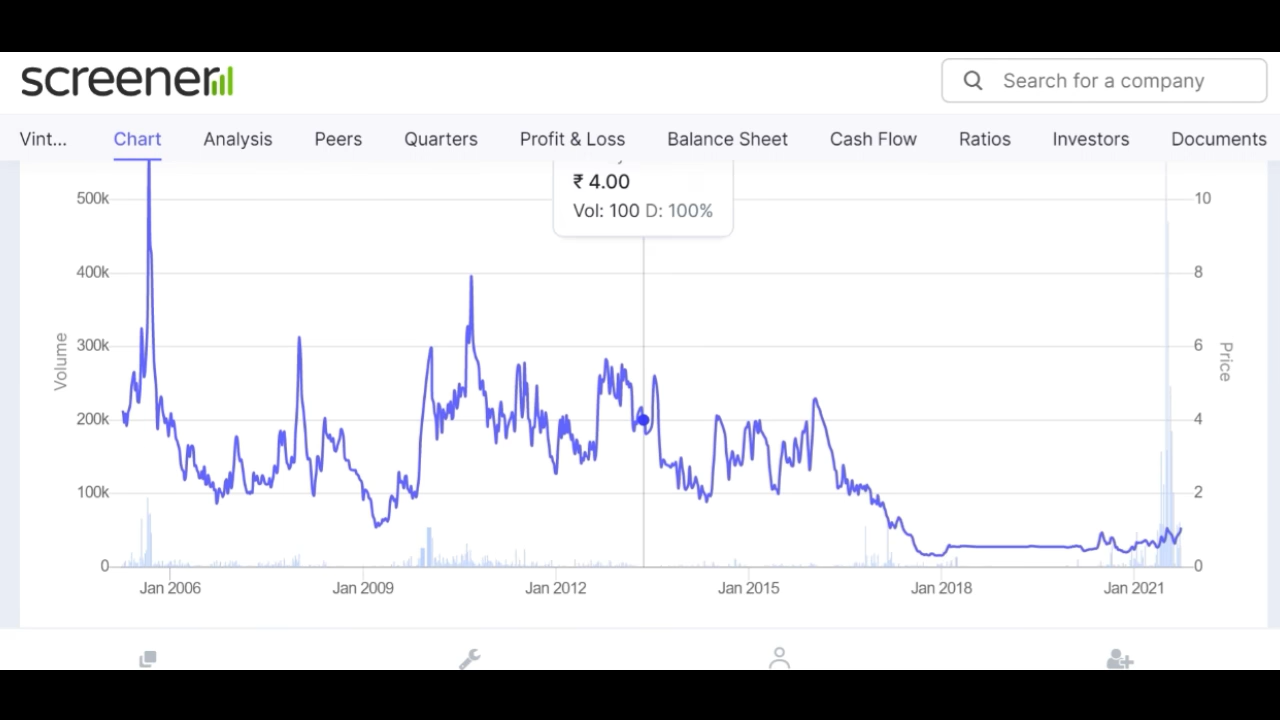 screener
Search for a company
Vint... Chart Analysis Peers Quarters Profit & Loss Balance Sheet Cash Flow Ratios Investors Documents
₹ 4.00
Vol: 100 D: 100%
500k 10
400k 8
300k 6
Volume
Price
200k 4
100k 2
0 0
Jan 2006 Jan 2009 Jan 2012 Jan 2015 Jan 2018 Jan 2021